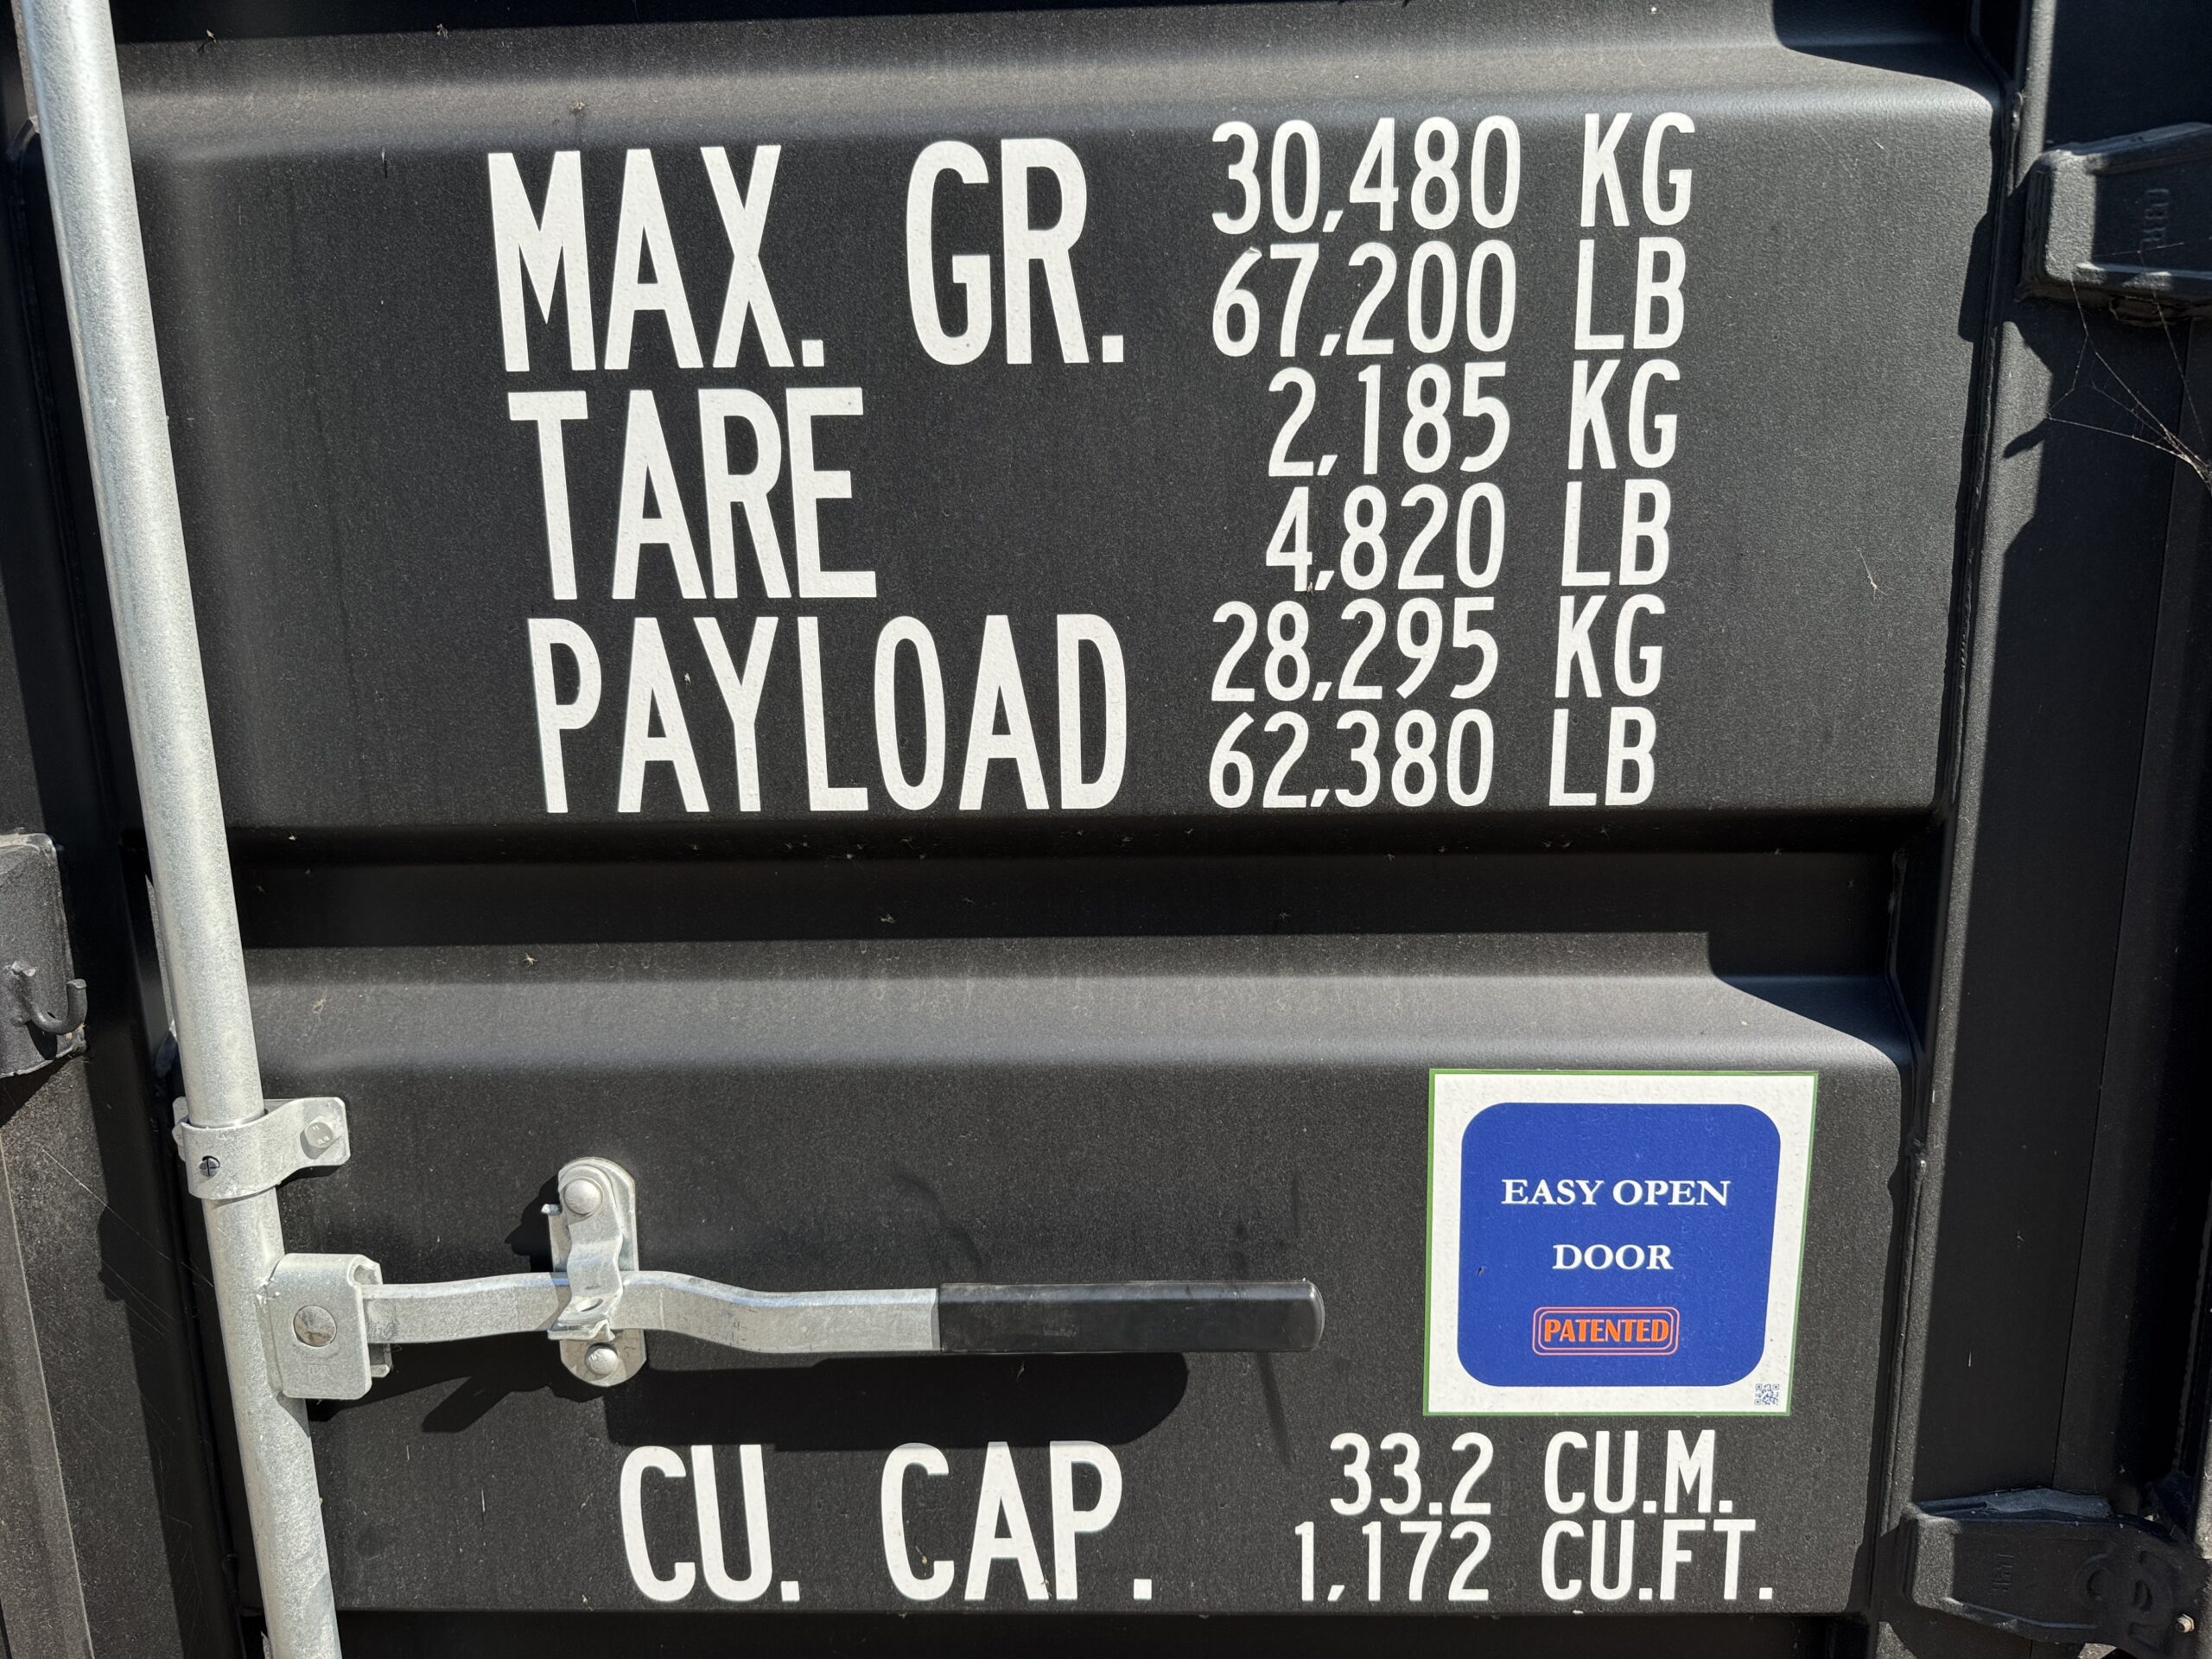 MAX. GR. 30,480 KG
67,200 LB
TARE 2,185 KG
4,820 LB
PAYLOAD 28,295 KG
62,380 LB
EASY OPEN
DOOR
PATENTED
CU. CAP. 33.2 CU.M.
1,172 CU.FT.